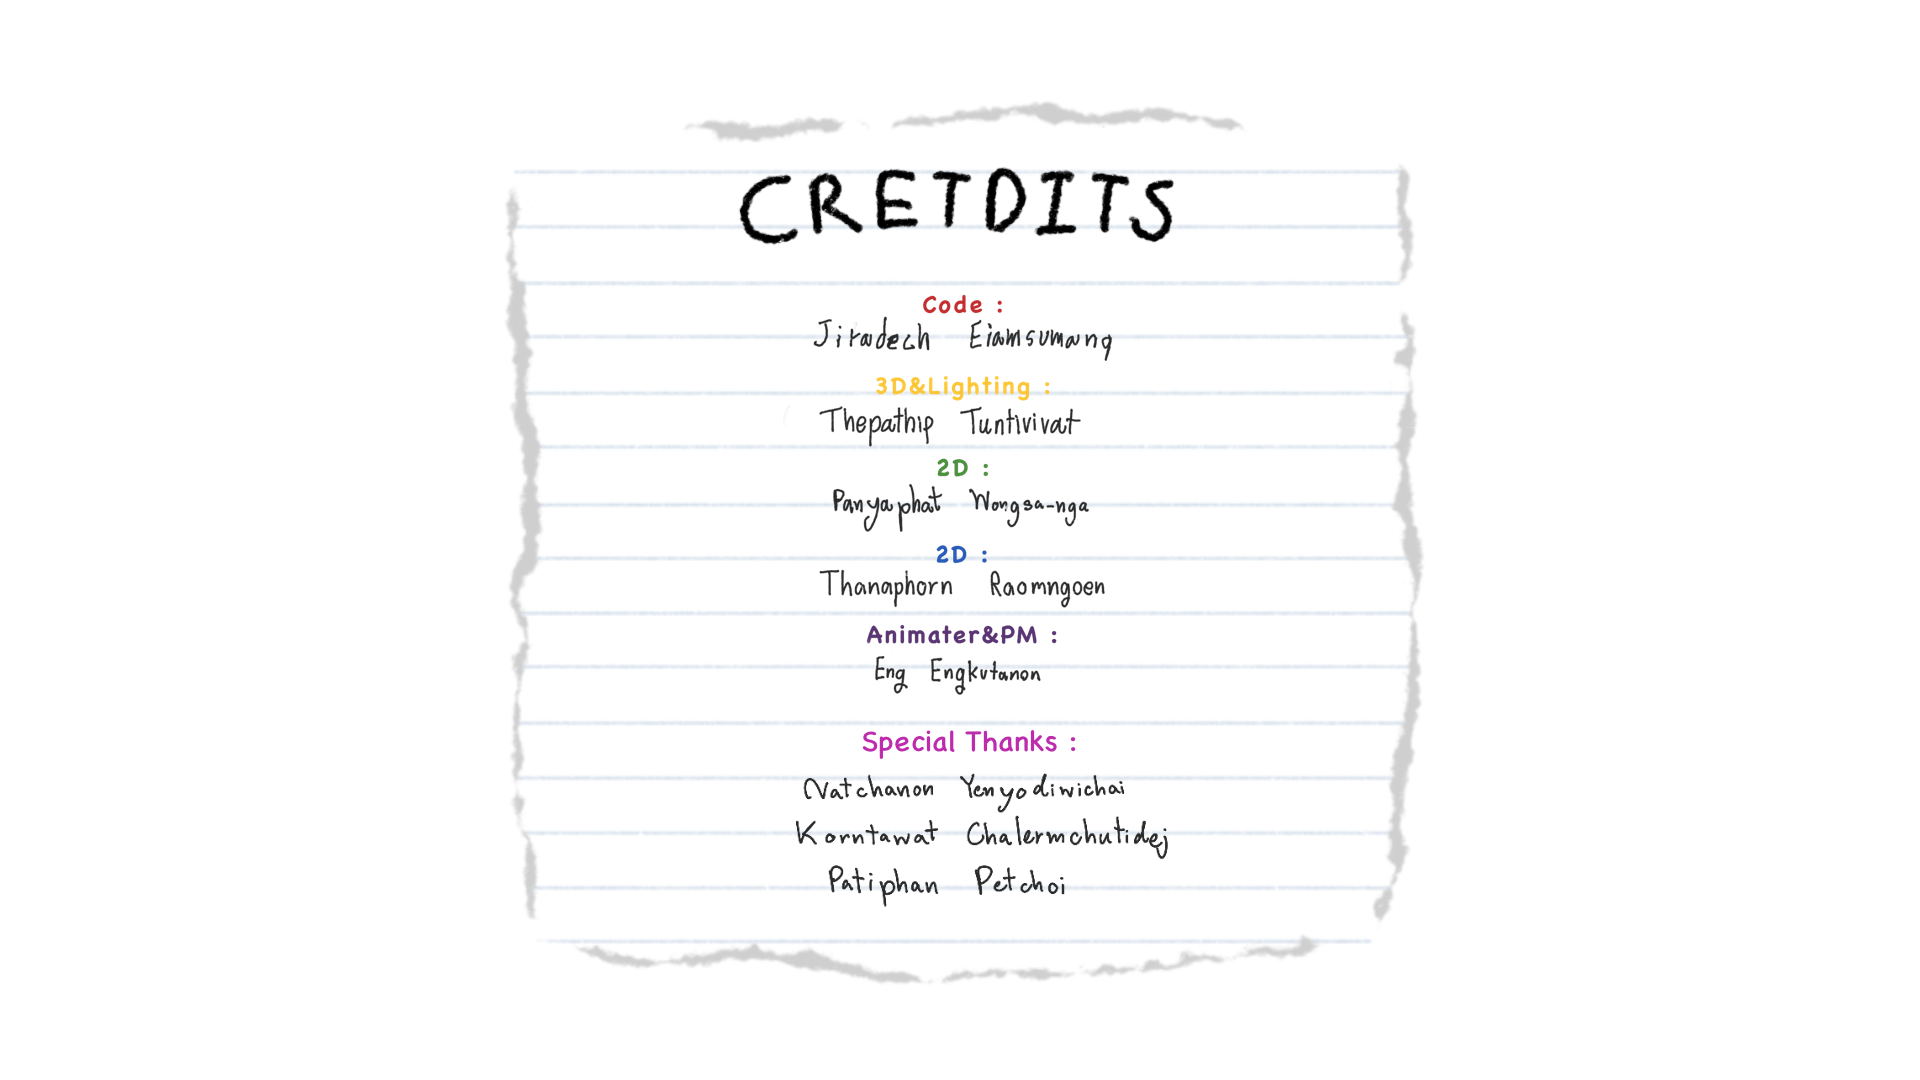 CRETDITS
Code :
Jiradech Eiamsumang
3D&Lighting :
Thepathip Tuntivivat
2D :
Panyaphat Wongsa-nga
2D :
Thanaphorn Raomngoen
Animater&PM :
Eng Engkutanon
Special Thanks :
Natchanon Yenyodiwichai
Korntawat Chalermchutidej
Patiphan Petchoi